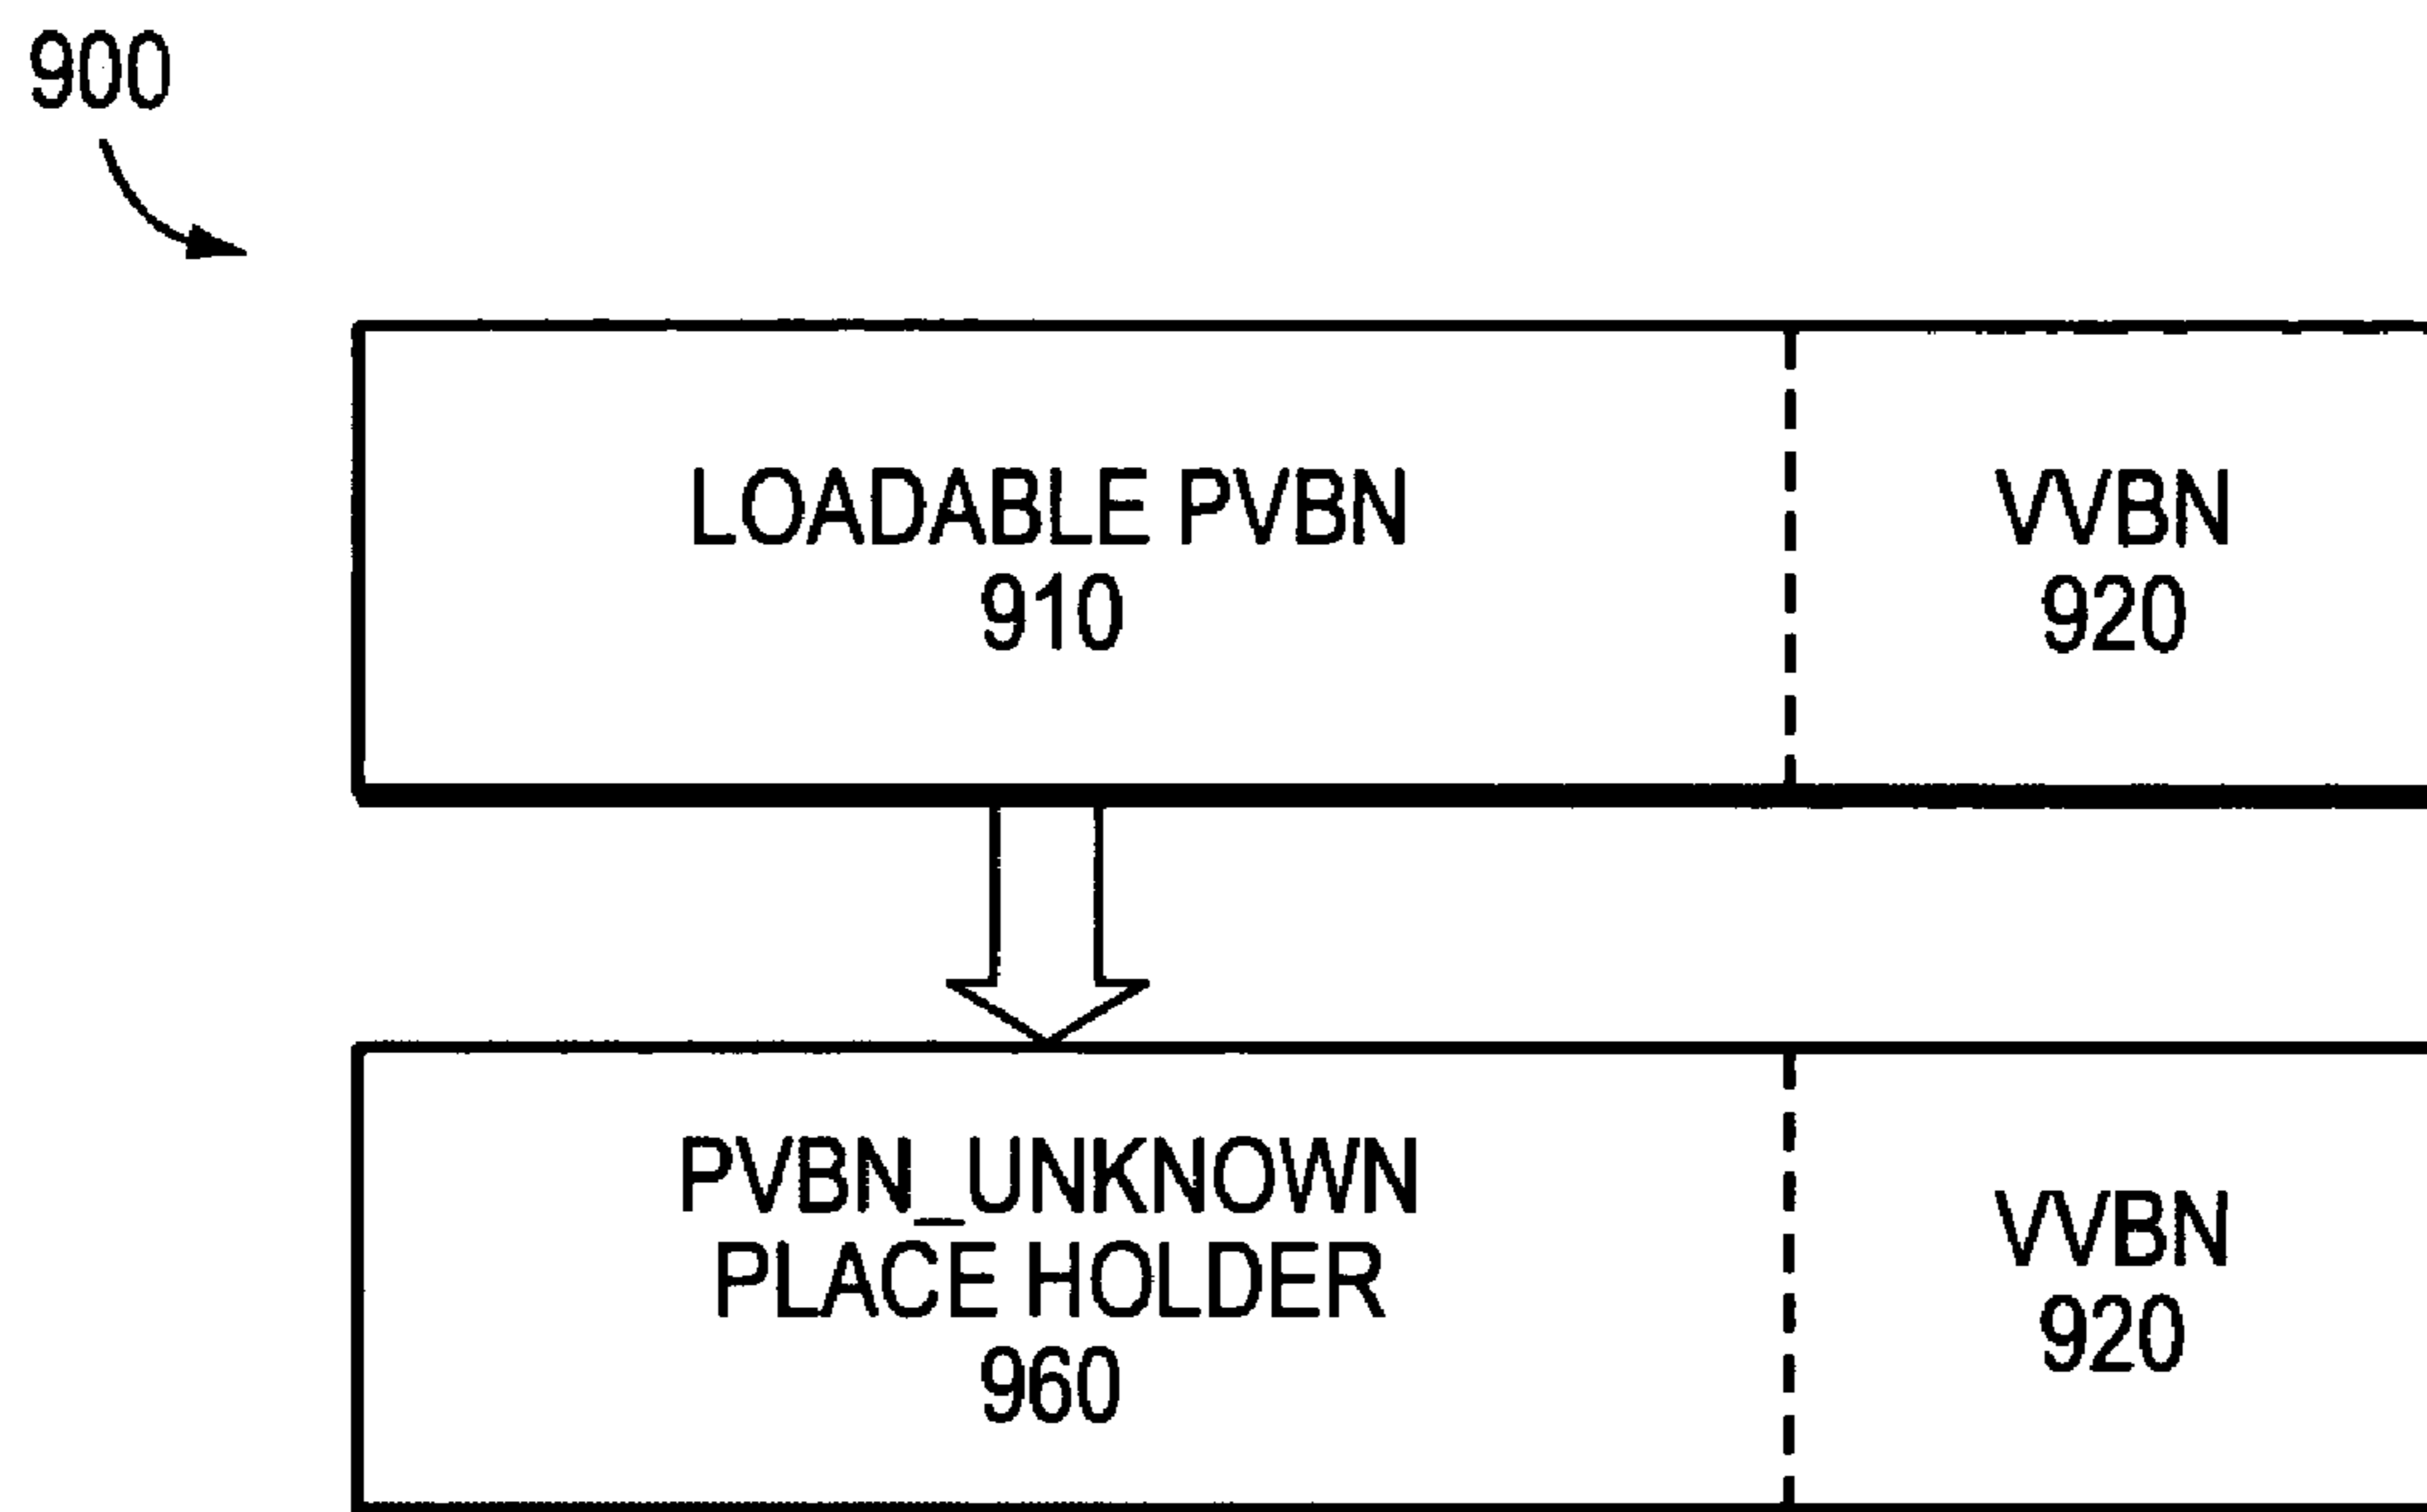 900
LOADABLE PVBN
910
VVBN
920
PVBN_UNKNOWN
PLACE HOLDER
960
VVBN
920